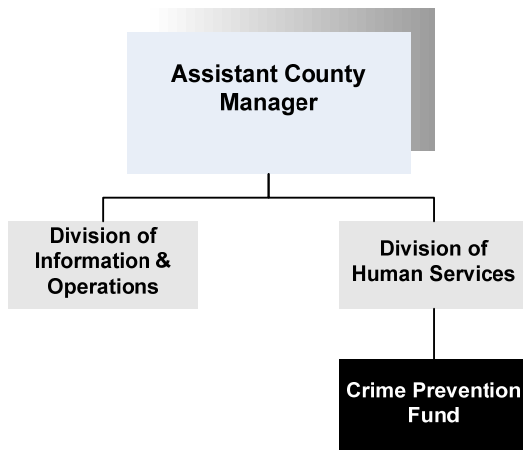 Assistant County
Manager
Division of
Information &
Operations
Division of
Human Services
Crime Prevention
Fund